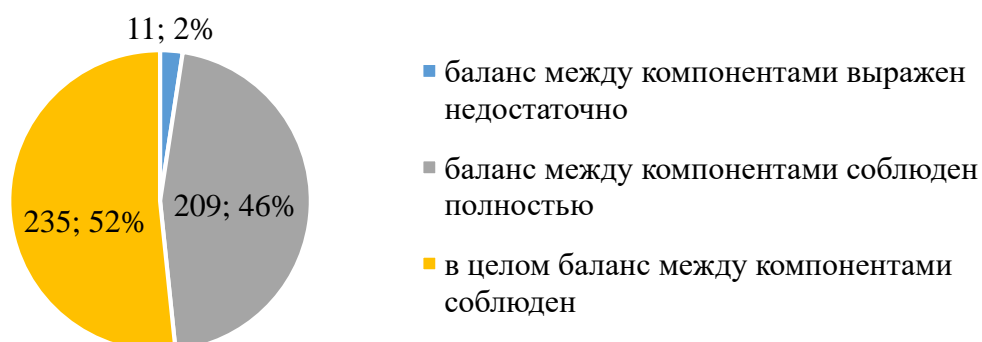 11; 2%
209; 46%
235; 52%
баланс между компонентами выражен
недостаточно
баланс между компонентами соблюден
полностью
в целом баланс между компонентами
соблюден